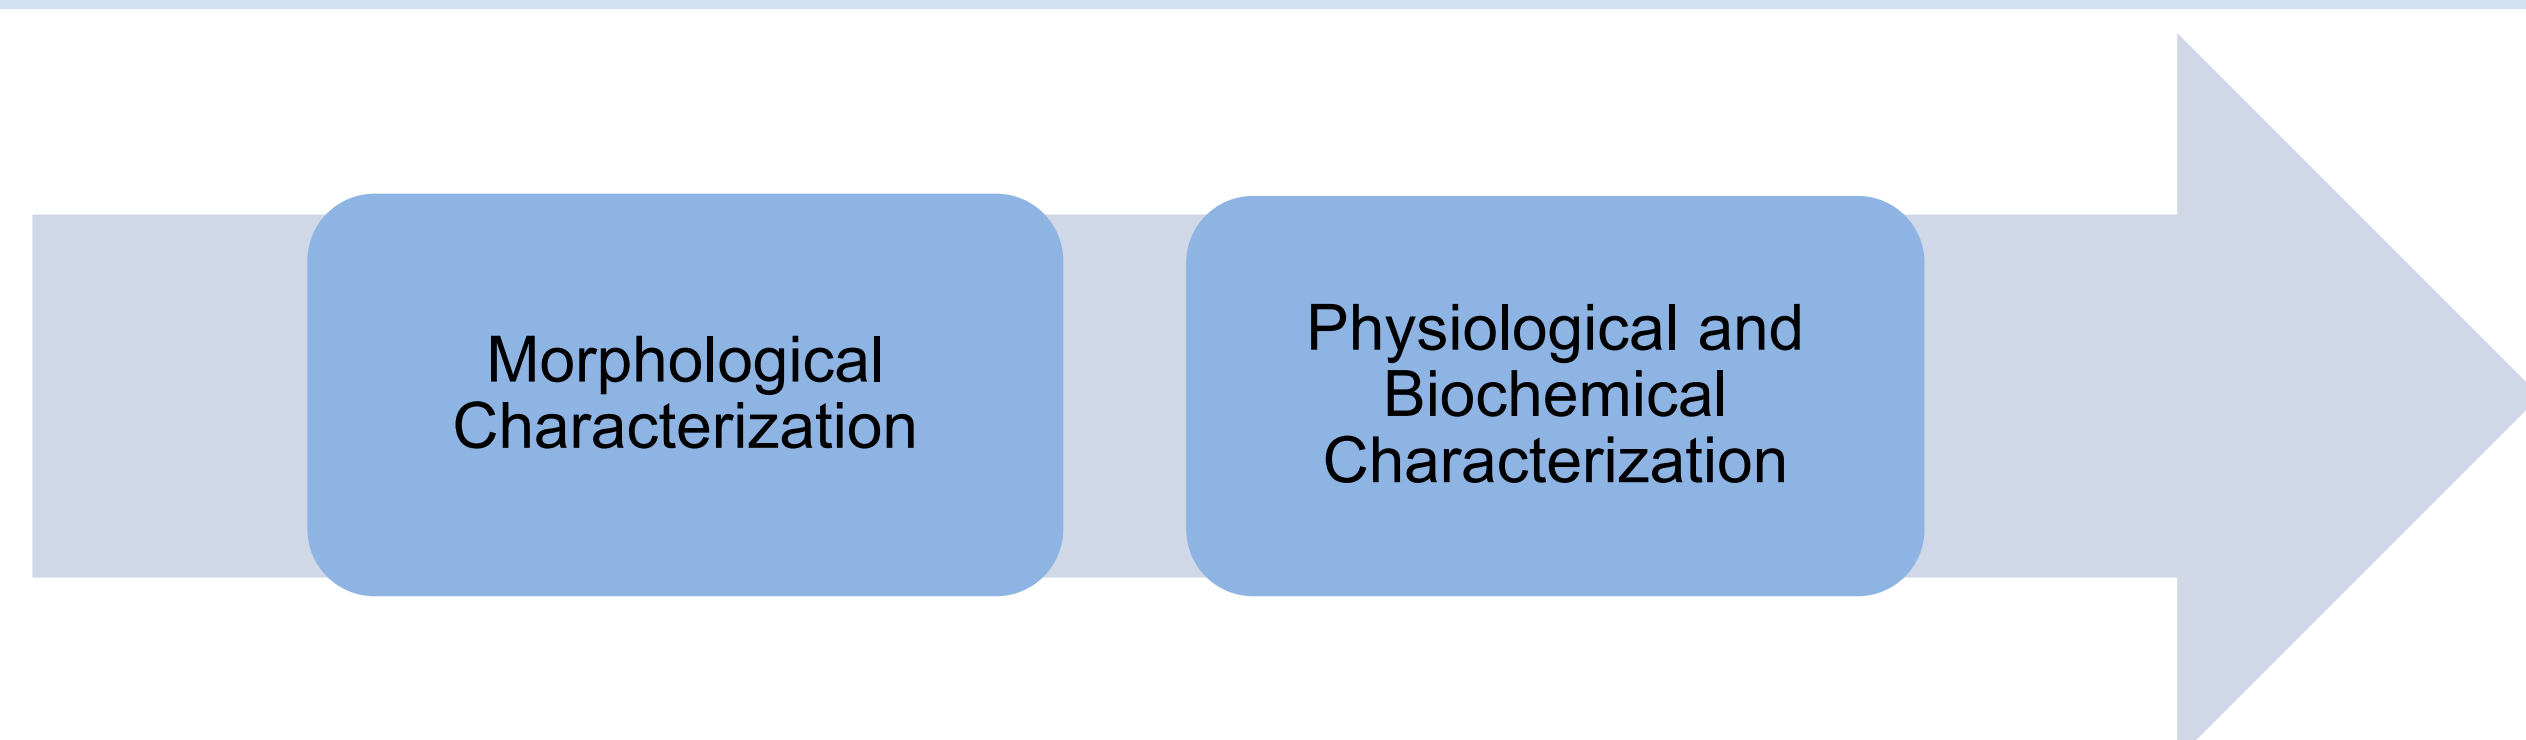 Morphological
Characterization
Physiological and
Biochemical
Characterization